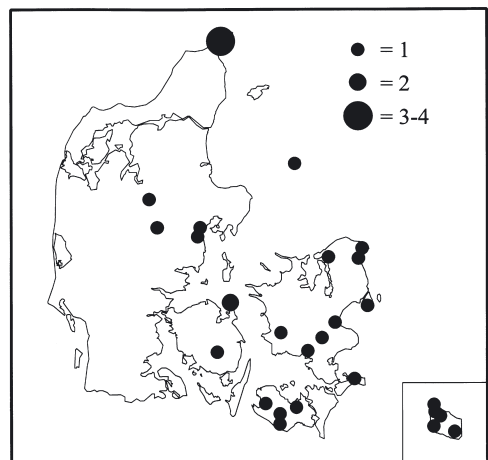 = 1
= 2
= 3-4